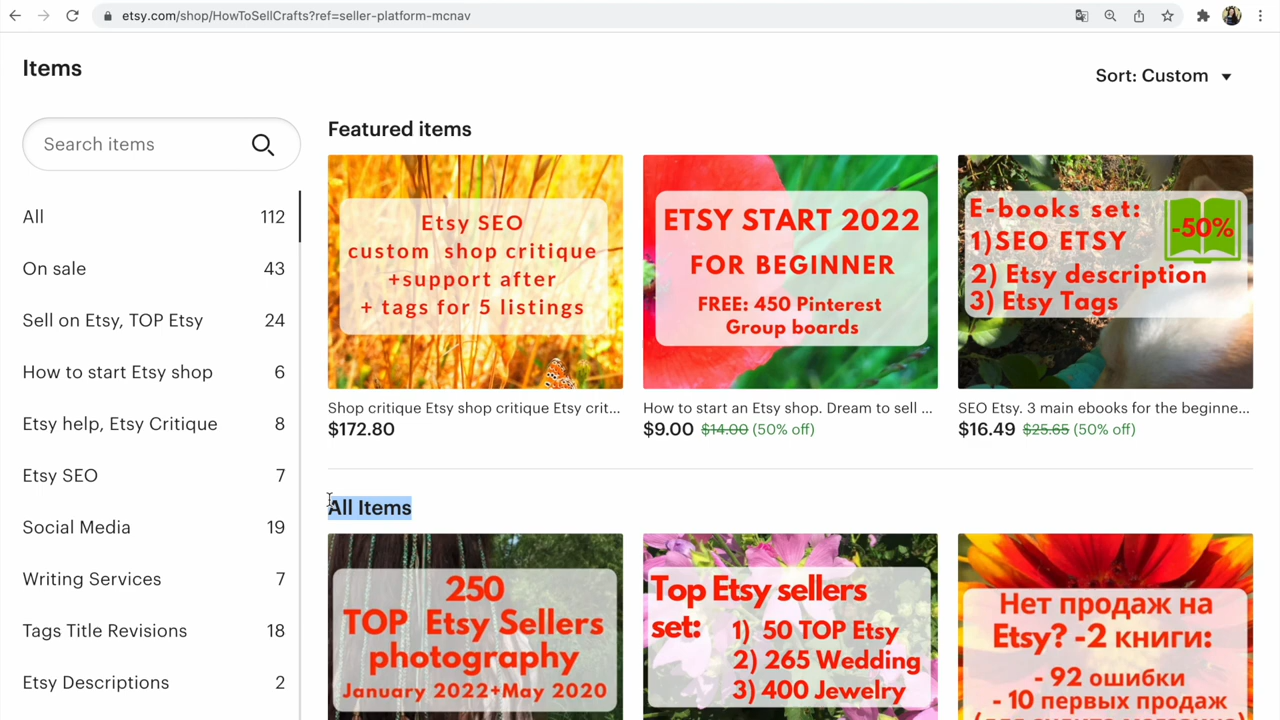 etsy.com/shop/HowToSellCrafts?ref=seller-platform-mcnav
Items
Sort: Custom
Search items
All 112
On sale 43
Sell on Etsy, TOP Etsy 24
How to start Etsy shop 6
Etsy help, Etsy Critique 8
Etsy SEO 7
Social Media 19
Writing Services 7
Tags Title Revisions 18
Etsy Descriptions 2
Featured items
Etsy SEO
custom shop critique
+support after
+ tags for 5 listings
Shop critique Etsy shop critique Etsy crit...
$172.80
ETSY START 2022
FOR BEGINNER
FREE: 450 Pinterest
Group boards
How to start an Etsy shop. Dream to sell ...
$9.00 $14.00 (50% off)
E-books set:
-50%
1)SEO ETSY
2) Etsy description
3) Etsy Tags
SEO Etsy. 3 main ebooks for the beginne...
$16.49 $25.65 (50% off)
All Items
250
TOP Etsy Sellers
photography
January 2022+May 2020
Top Etsy sellers
set: 1) 50 TOP Etsy
2) 265 Wedding
3) 400 Jewelry
Нет продаж на
Etsy? -2 книги:
- 92 ошибки
- 10 первых продаж